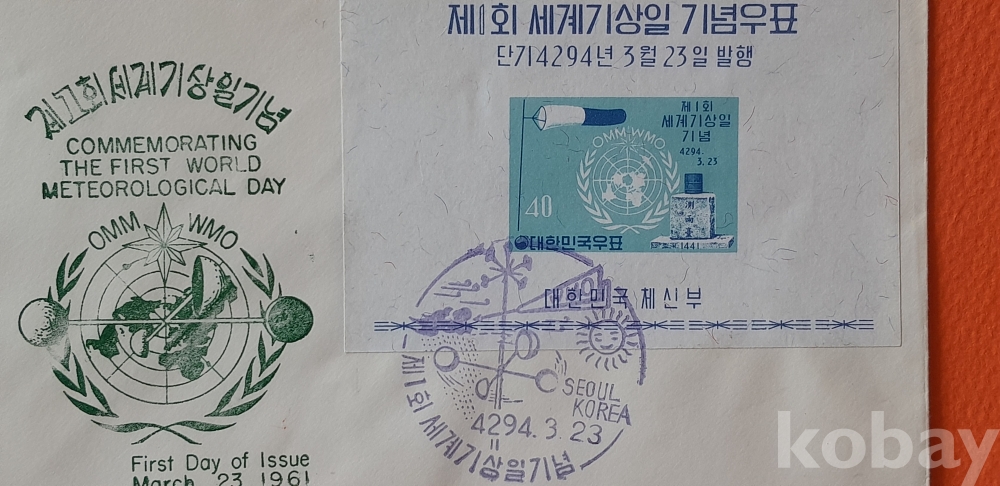 제1회 세계기상일기념
COMMEMORATING
THE FIRST WORLD
METEOROLOGICAL DAY
OMM WMO
First Day of Issue
March 23 1961
제1회 세계기상일 기념우표
단기4294년 3월 23일 발행
제1회
세계기상일
기념
4294.
3.23
OMM-WMO
40
測雨臺
1441
대한민국우표
대한민국체신부
SEOUL
KOREA
4294.3.23
제1회 세계기상일기념
kobay